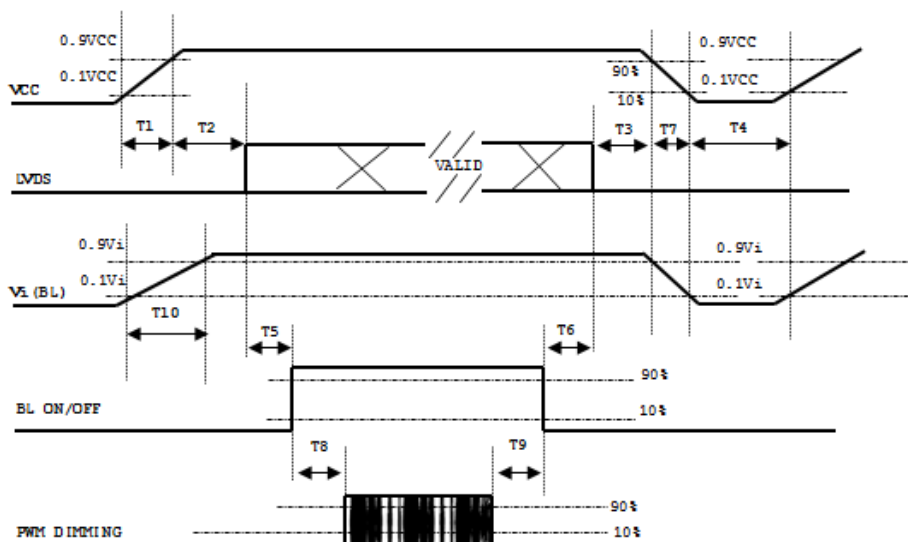 0.9VCC 0.9VCC
0.1VCC 90% 0.1VCC
VCC 10%
T1 T2 T3 T7 T4
VALID
LVDS
0.9Vi 0.9Vi
0.1Vi 0.1Vi
Vi(BL)
T10
T5 T6
90%
BL ON/OFF 10%
T8 T9
90%
PWM DIMMING 10%